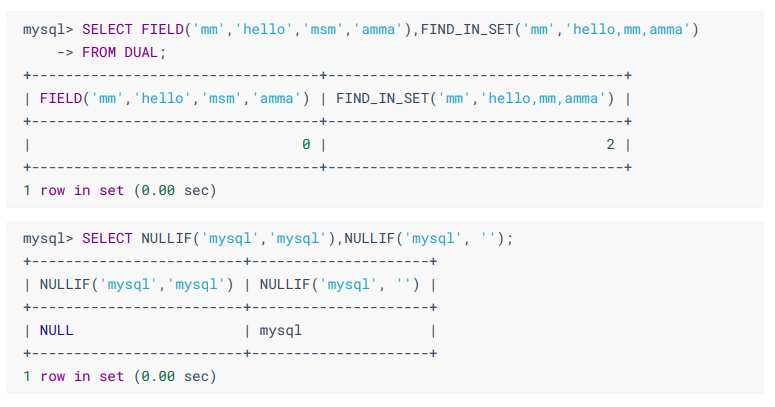 mysql> SELECT FIELD('mm','hello','msm','amma'),FIND_IN_SET('mm','hello,mm,amma')
    -> FROM DUAL;
+----------------------------------+-----------------------------------+
| FIELD('mm','hello','msm','amma') | FIND_IN_SET('mm','hello,mm,amma') |
+----------------------------------+-----------------------------------+
|                                0 |                                 2 |
+----------------------------------+-----------------------------------+
1 row in set (0.00 sec)
mysql> SELECT NULLIF('mysql','mysql'),NULLIF('mysql', '');
+-------------------------+---------------------+
| NULLIF('mysql','mysql') | NULLIF('mysql', '') |
+-------------------------+---------------------+
| NULL                    | mysql               |
+-------------------------+---------------------+
1 row in set (0.00 sec)